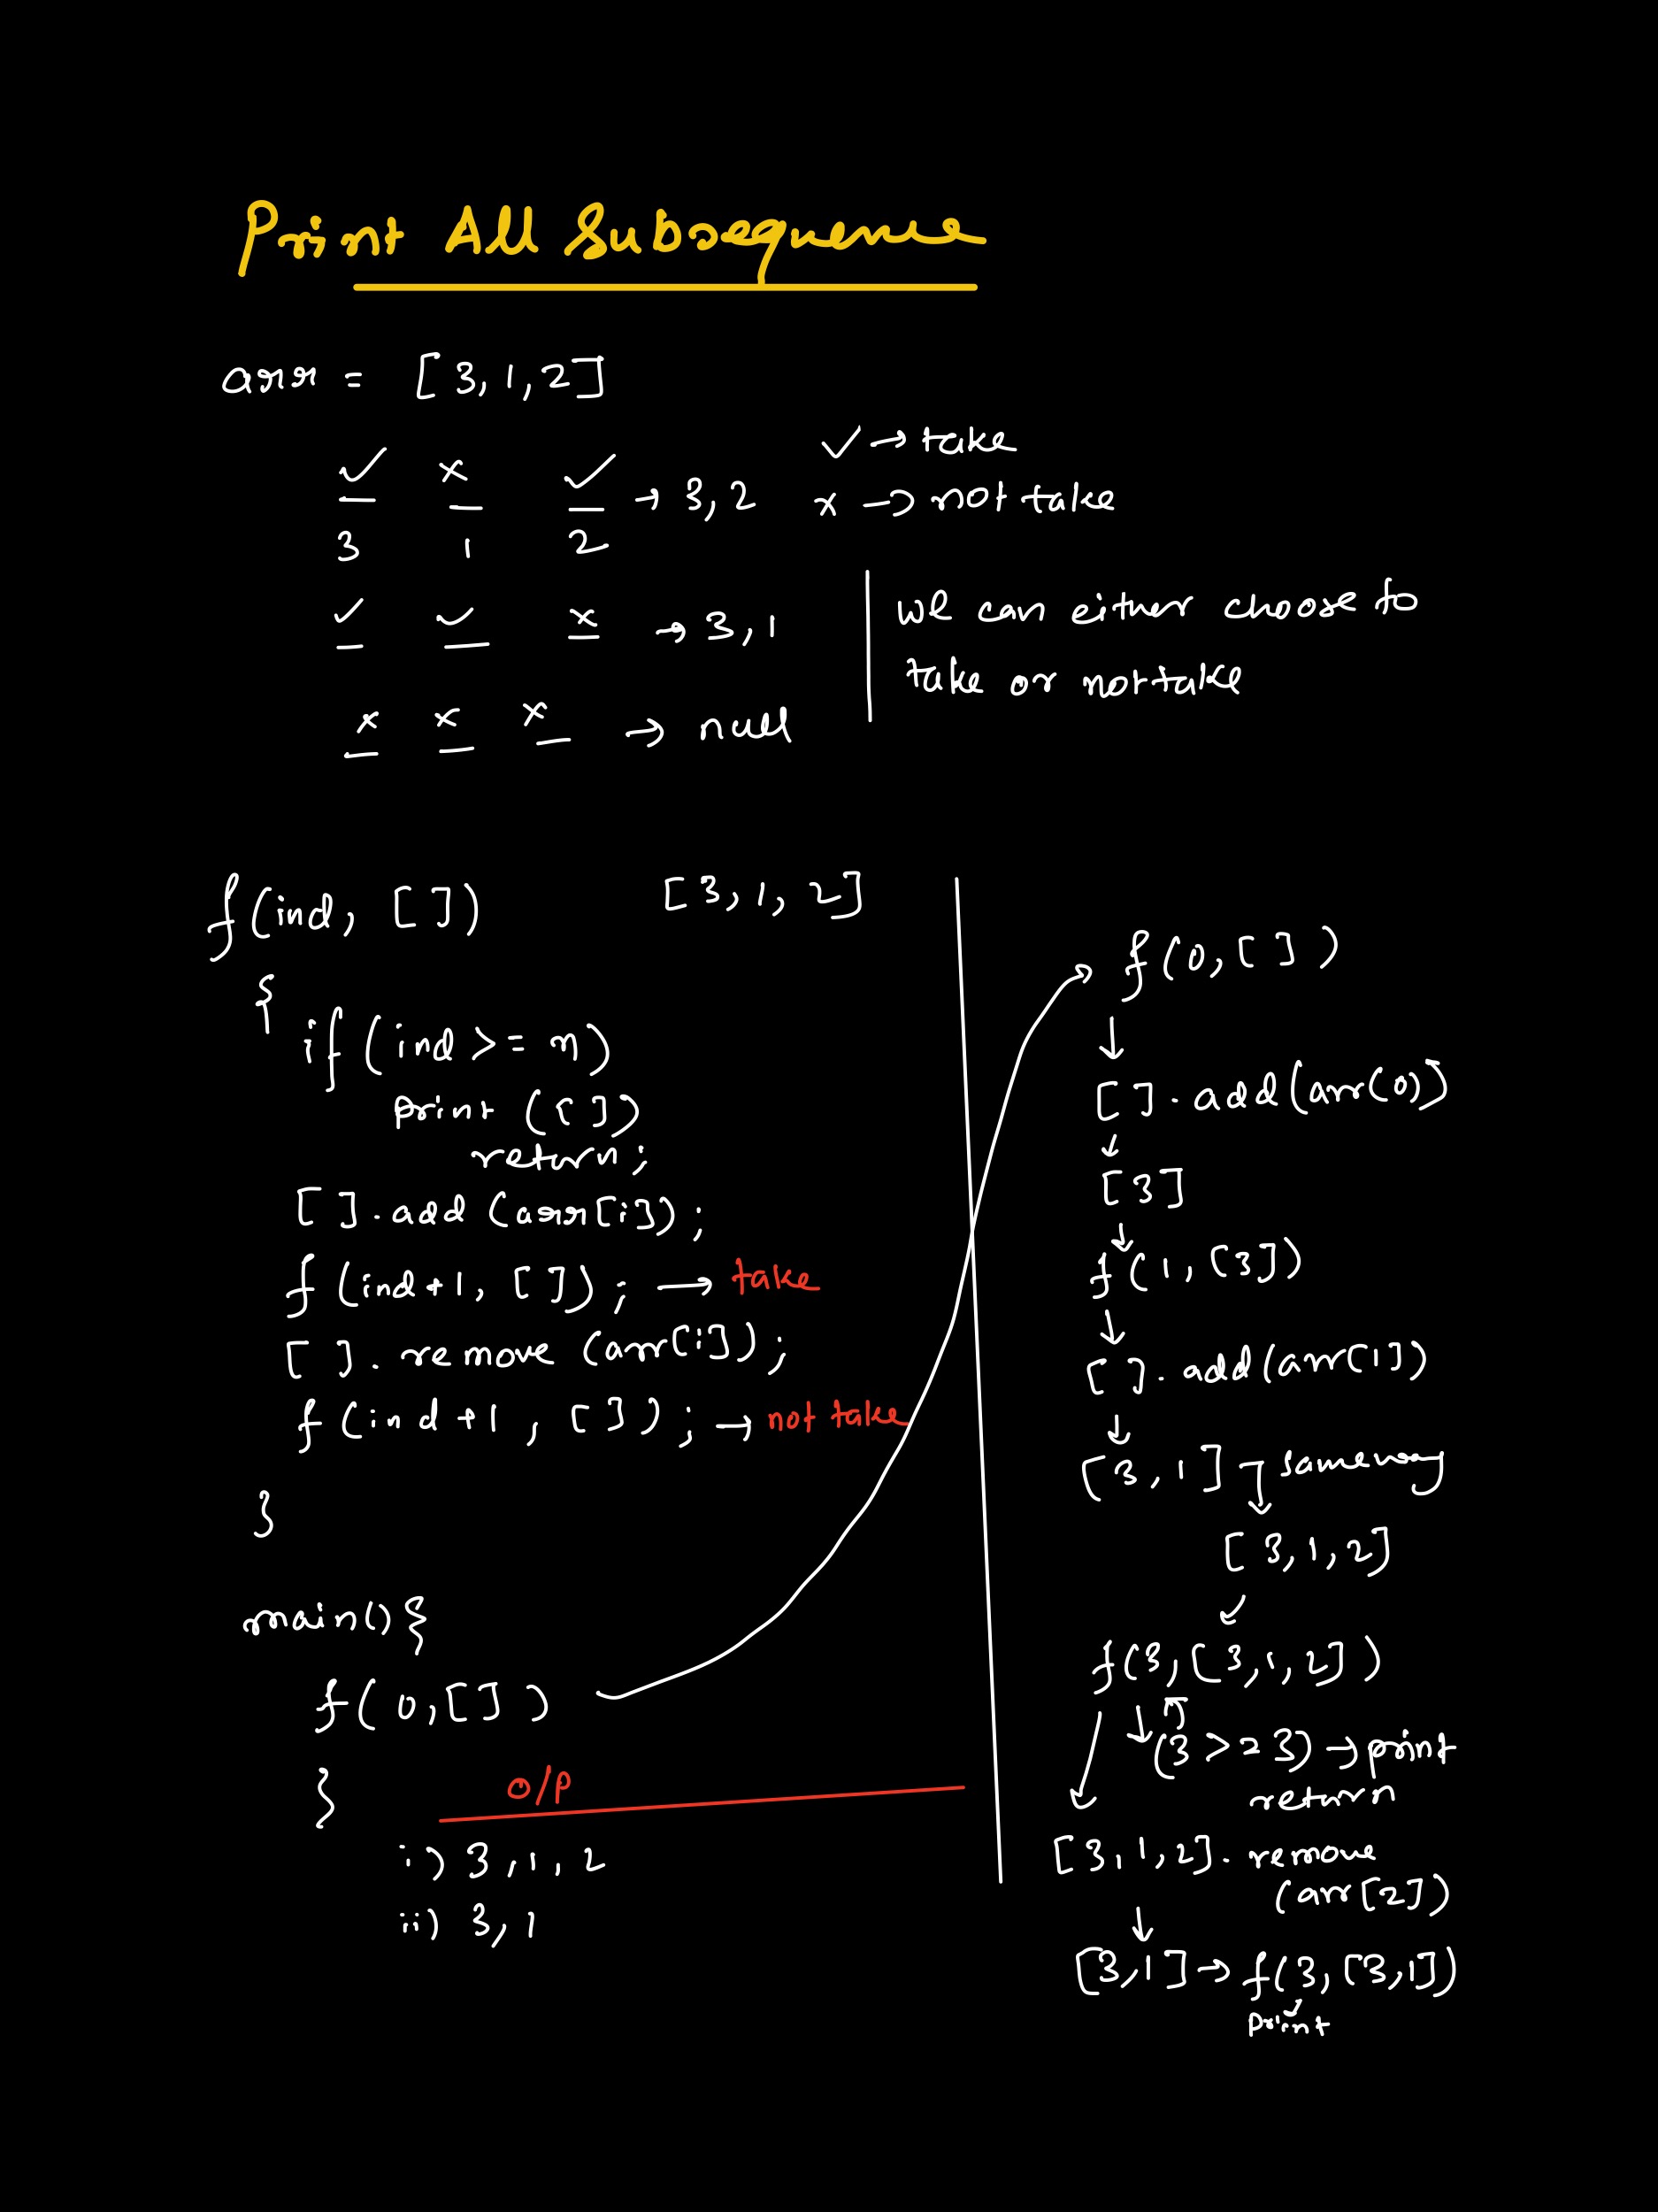 Print All Subsequence
arr = [3,1,2]
✓ x ✓ → 3,2
3 1 2
✓ → take
x → not take
✓ ✓ x → 3,1
x x x → null
we can either choose to
take or not take
f(ind, [])
[3, 1, 2]
{
if (ind >= n)
print ([])
return;
[ ].add (arr[i]);
f (ind+1, []); → take
[ ]. remove (arr[i]);
f (ind+1, []); → not take
}
main() {
f(0,[])
}
o/p
i) 3,1,2
ii) 3,1
f(0,[])
↓
[]. add(arr(0))
↓
[3]
↓
f(1,[3])
↓
[]. add(arr[1])
↓
[3,1] same way
↓
[3,1,2]
f(3,[3,1,2])
(3 >= 3) → print
return
[3,1,2]. remove
(arr[2])
↓
[3,1] → f(3,[3,1])
print